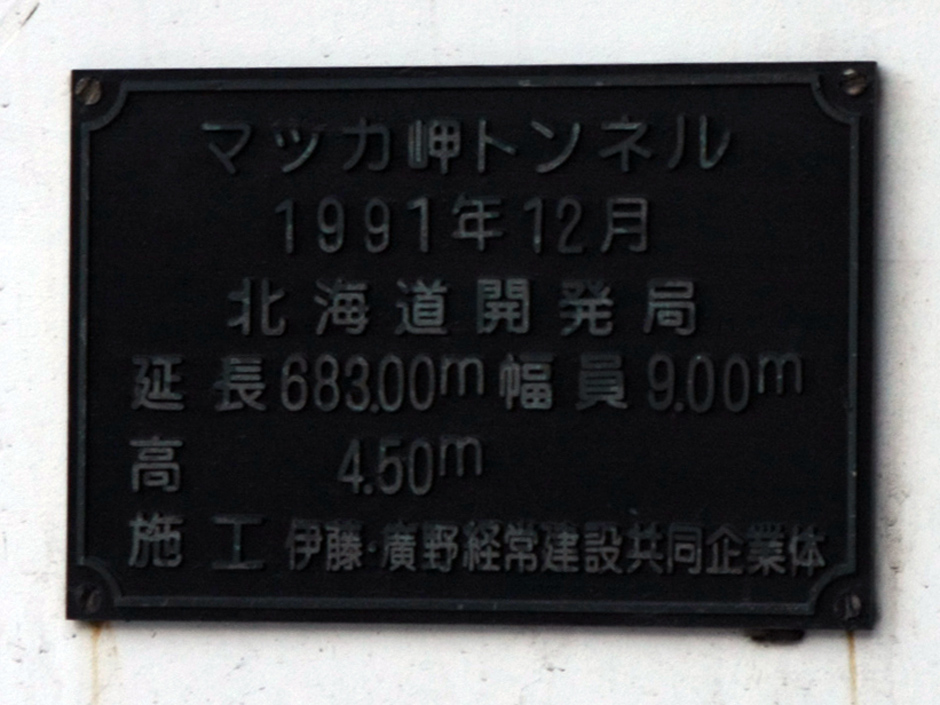 マツカ岬トンネル
1991年12月
北海道開発局
延長683.00m 幅員9.00m
高 4.50m
施工 伊藤・廣野経常建設共同企業体